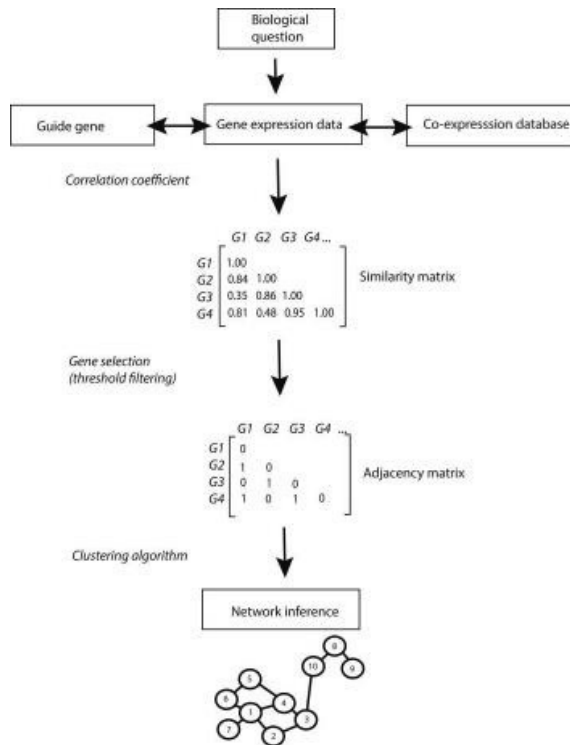 Biological
question
Guide gene
Gene expression data
Co-expresssion database
Correlation coefficient
G1 G2 G3 G4 ...
G1 1.00
G2 0.84 1.00
G3 0.35 0.86 1.00
G4 0.81 0.48 0.95 1.00
Similarity matrix
Gene selection
(threshold filtering)
G1 G2 G3 G4 ...
G1 0
G2 1 0
G3 0 1 0
G4 1 0 1 0
Adjacency matrix
Clustering algorithm
Network inference
8
10 9
5
6 4
1 3
7 2